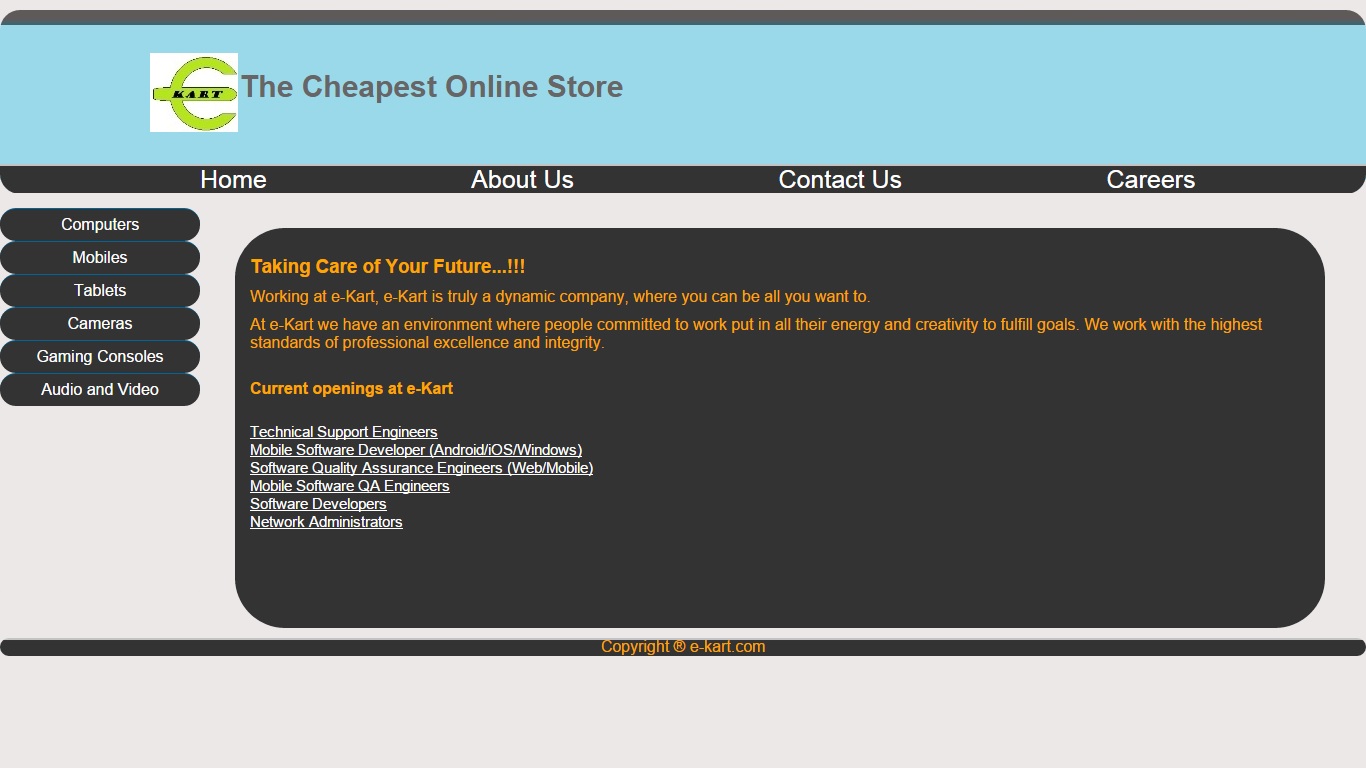 KART
The Cheapest Online Store
Home About Us Contact Us Careers
Computers
Mobiles
Tablets
Cameras
Gaming Consoles
Audio and Video
Taking Care of Your Future...!!!
Working at e-Kart, e-Kart is truly a dynamic company, where you can be all you want to.
At e-Kart we have an environment where people committed to work put in all their energy and creativity to fulfill goals. We work with the highest
standards of professional excellence and integrity.
Current openings at e-Kart
Technical Support Engineers
Mobile Software Developer (Android/iOS/Windows)
Software Quality Assurance Engineers (Web/Mobile)
Mobile Software QA Engineers
Software Developers
Network Administrators
Copyright ® e-kart.com